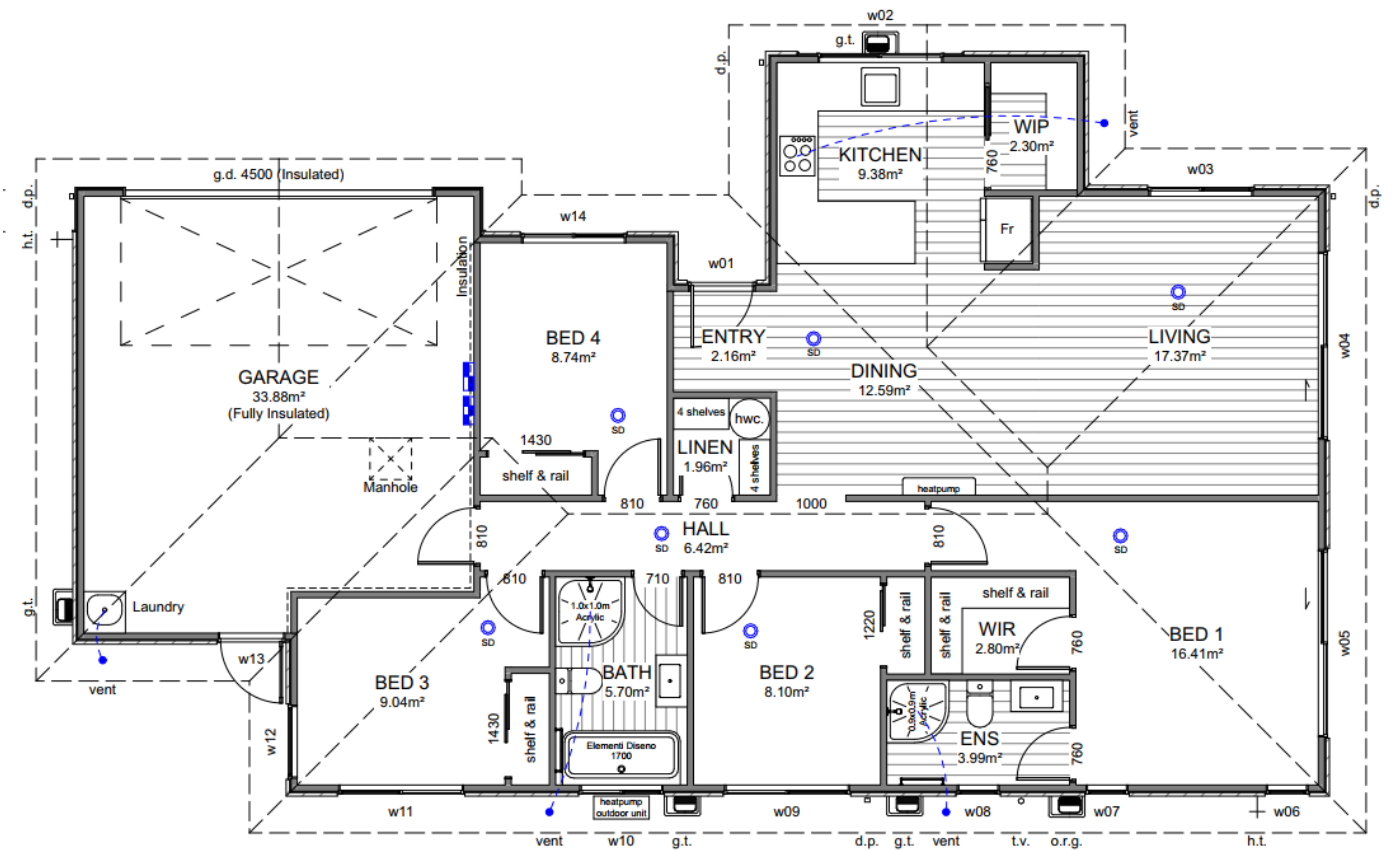 w02
g.t.
d.p.
vent
WIP
2.30m²
760
KITCHEN
9.38m²
w03
d.p.
g.d. 4500 (Insulated)
d.p.
h.t.
w14
Insulation
w01
Fr
SD
BED 4
8.74m²
ENTRY
2.16m²
SD
LIVING
17.37m²
w04
DINING
12.59m²
GARAGE
33.88m²
(Fully Insulated)
SD
4 shelves
hwc.
1430
LINEN
1.96m²
4 shelves
shelf & rail
Manhole
heatpump
810
760
1000
810
HALL
6.42m²
SD
810
SD
810
710
810
g.t.
Laundry
1.0x1.0m
Acrylic
SD
SD
1220
shelf & rail
shelf & rail
shelf & rail
WIR
2.80m²
760
BED 1
16.41m²
w05
w13
vent
BED 3
9.04m²
BATH
5.70m²
BED 2
8.10m²
w12
1430
shelf & rail
Elementi Diseno
1700
0.9x0.9m
Acrylic
ENS
3.99m²
760
w11
heatpump
outdoor unit
w09
w08
w07
w06
vent
w10
g.t.
d.p.
g.t.
vent
t.v.
o.r.g.
h.t.